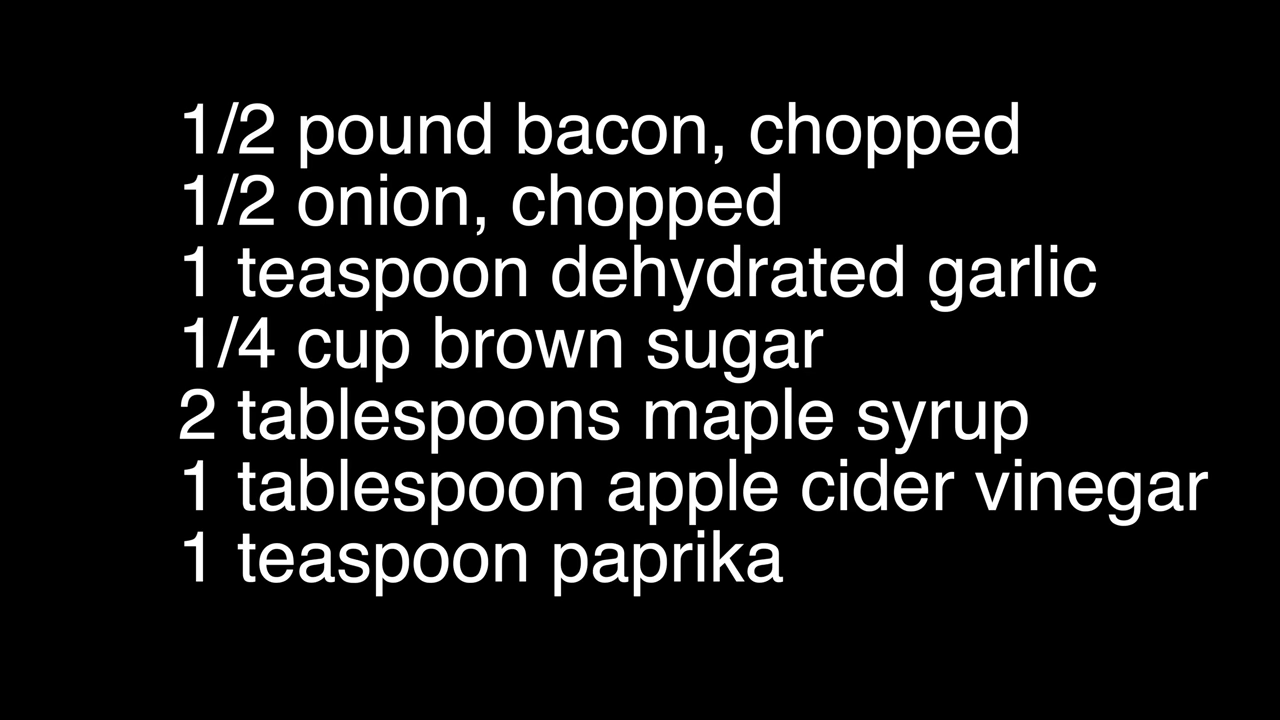 1/2 pound bacon, chopped
1/2 onion, chopped
1 teaspoon dehydrated garlic
1/4 cup brown sugar
2 tablespoons maple syrup
1 tablespoon apple cider vinegar
1 teaspoon paprika